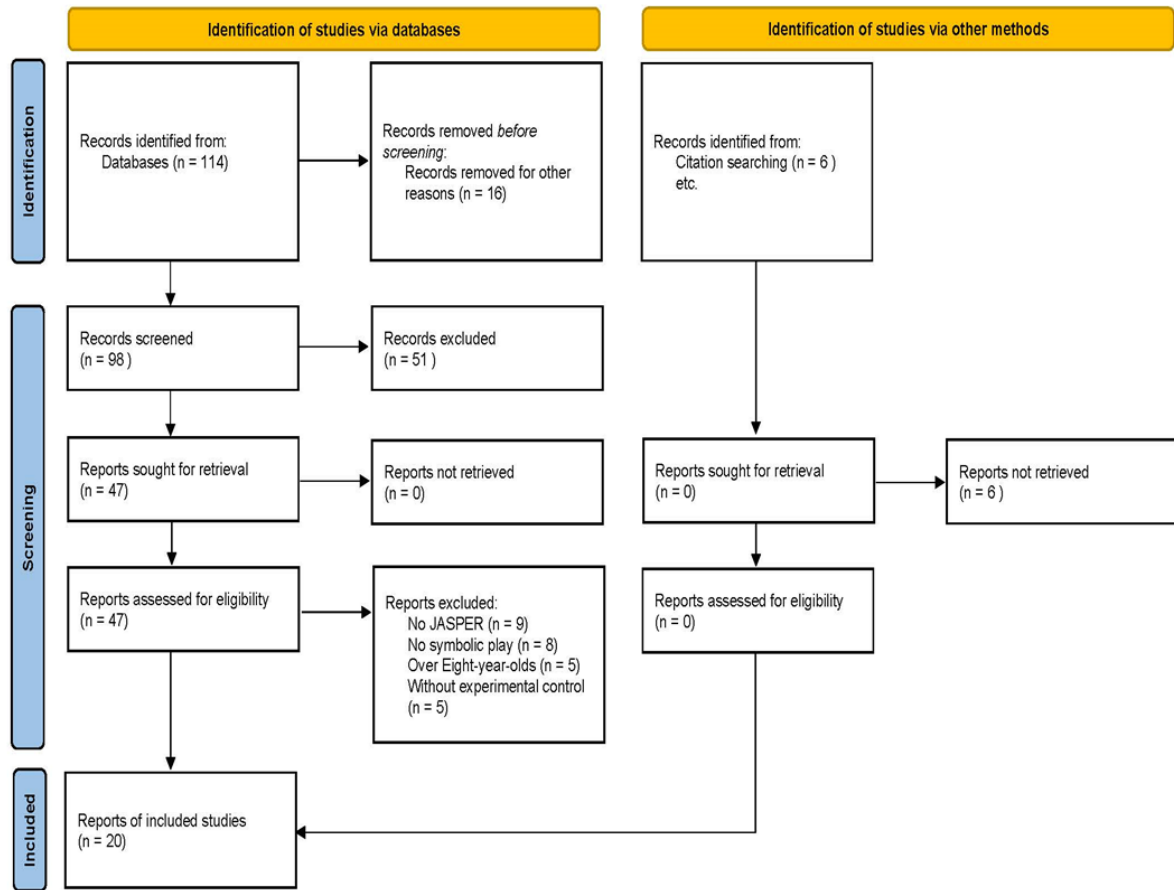 Identification of studies via databases
Identification of studies via other methods
Identification
Records identified from:
Databases (n = 114)
Records removed before
screening:
Records removed for other
reasons (n = 16)
Records identified from:
Citation searching (n = 6 )
etc.
Screening
Records screened
(n = 98 )
Records excluded
(n = 51 )
Reports sought for retrieval
(n = 47)
Reports not retrieved
(n = 0)
Reports sought for retrieval
(n = 0)
Reports not retrieved
(n = 6 )
Reports assessed for eligibility
(n = 47)
Reports excluded:
No JASPER (n = 9)
No symbolic play (n = 8)
Over Eight-year-olds (n = 5)
Without experimental control
(n = 5)
Reports assessed for eligibility
(n = 0)
Included
Reports of included studies
(n = 20)